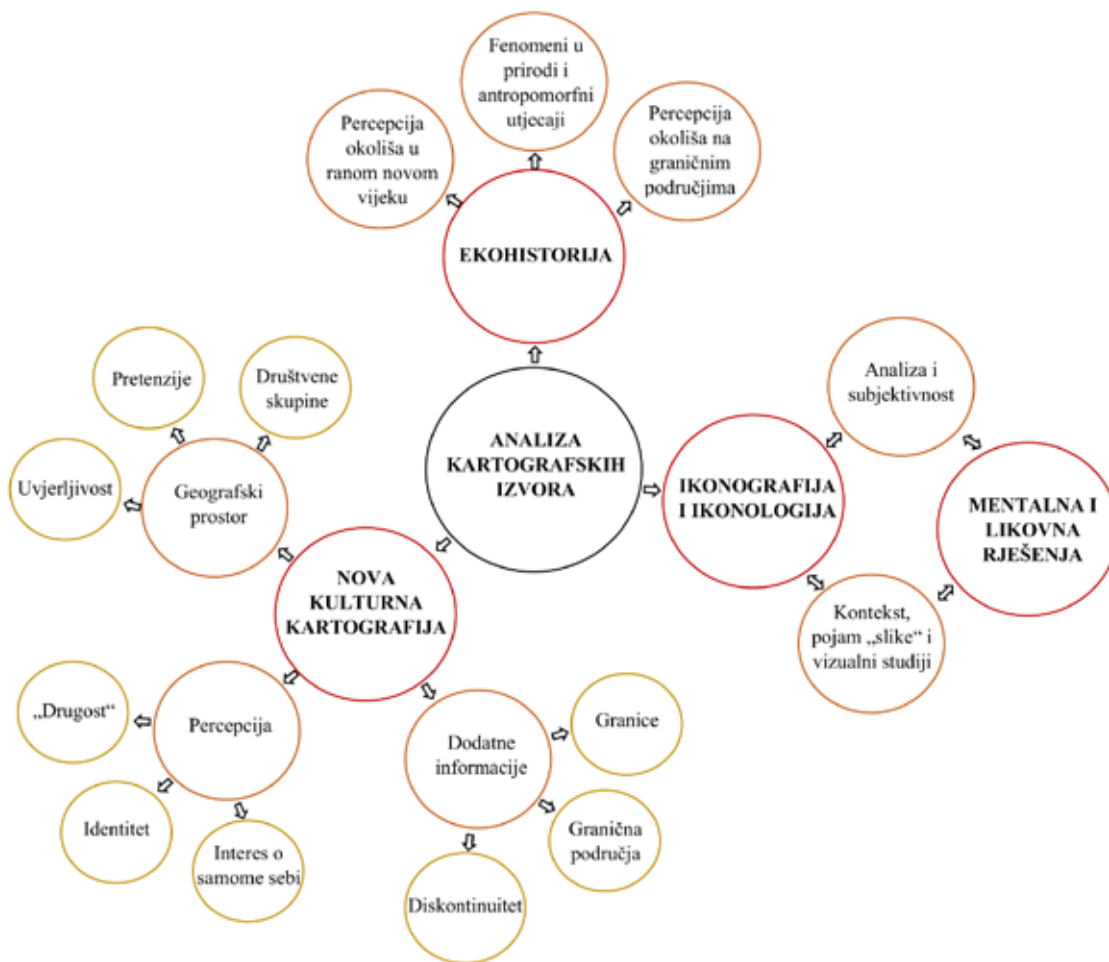 Fenomeni u
prirodi i
antropomorfni
utjecaji
Percepcija
okoliša u
ranom novom
vijeku
Percepcija
okoliša na
graničnim
područjima
EKOHISTORIJA
Pretenzije
Društvene
skupine
Uvjerljivost
Geografski
prostor
ANALIZA
KARTOGRAFSKIH
IZVORA
Analiza i
subjektivnost
IKONOGRAFIJA
I IKONOLOGIJA
MENTALNA I
LIKOVNA
RJEŠENJA
Kontekst,
pojam „slike“ i
vizualni studiji
NOVA
KULTURNA
KARTOGRAFIJA
„Drugost“
Percepcija
Identitet
Interes o
samome sebi
Dodatne
informacije
Granice
Granična
područja
Diskontinuitet